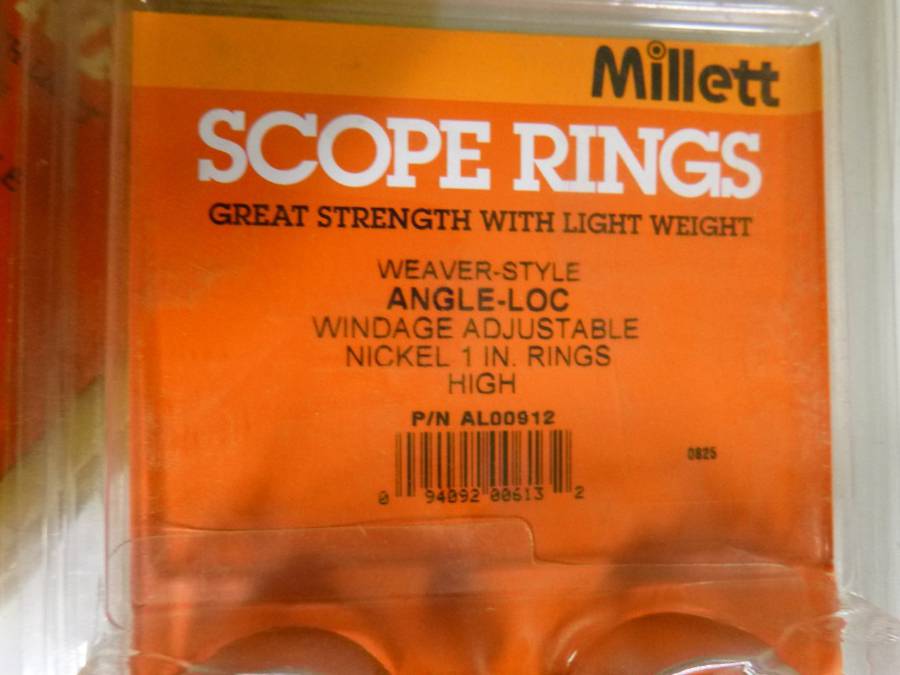 Millett
SCOPE RINGS
GREAT STRENGTH WITH LIGHT WEIGHT
WEAVER-STYLE
ANGLE-LOC
WINDAGE ADJUSTABLE
NICKEL 1 IN. RINGS
HIGH
P/N AL00912
0825
0 94092 00613 2